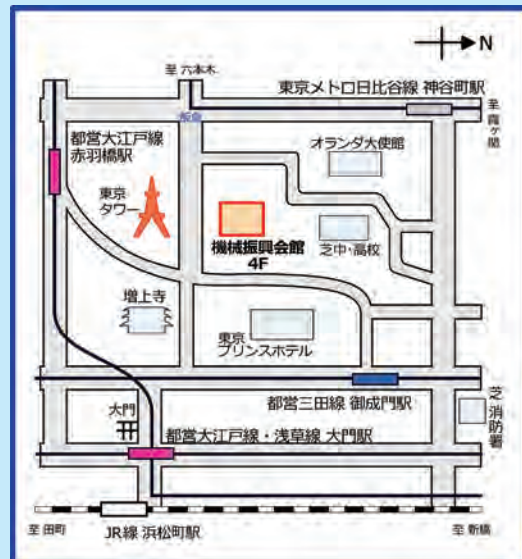 N
至 六本木
東京メトロ日比谷線 神谷町駅
至 霞ヶ関
飯倉
都営大江戸線
赤羽橋駅
オランダ大使館
東京
タワー
機械振興会館
4F
芝中・高校
増上寺
東京
プリンスホテル
都営三田線 御成門駅
芝 消防署
大門
都営大江戸線・浅草線 大門駅
至 田町
JR線 浜松町駅
至 新橋